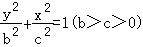 y²/b² + x²/c² =1(b＞c＞0)